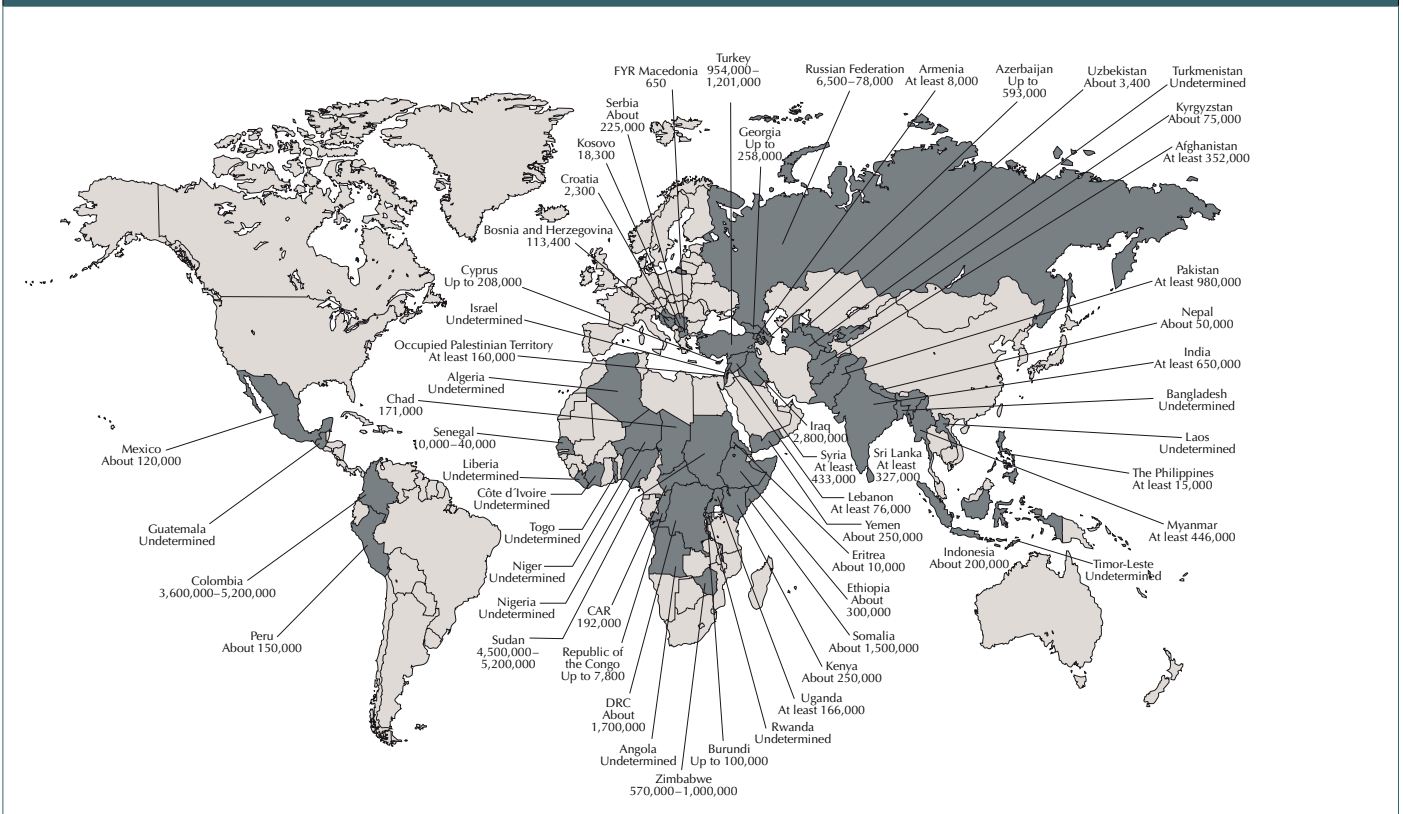 Turkey
954,000–
1,201,000
FYR Macedonia
650
Russian Federation
6,500–78,000
Armenia
At least 8,000
Azerbaijan
Up to
593,000
Uzbekistan
About 3,400
Turkmenistan
Undetermined
Serbia
About
225,000
Georgia
Up to
258,000
Kyrgyzstan
About 75,000
Kosovo
18,300
Afghanistan
At least 352,000
Croatia
2,300
Bosnia and Herzegovina
113,400
Cyprus
Up to 208,000
Pakistan
At least 980,000
Israel
Undetermined
Nepal
About 50,000
Occupied Palestinian Territory
At least 160,000
India
At least 650,000
Algeria
Undetermined
Bangladesh
Undetermined
Chad
171,000
Senegal
10,000–40,000
Iraq
2,800,000
Laos
Undetermined
Mexico
About 120,000
Liberia
Undetermined
Syria
At least
433,000
Sri Lanka
At least
327,000
The Philippines
At least 15,000
Côte d´Ivoire
Undetermined
Lebanon
At least 76,000
Guatemala
Undetermined
Togo
Undetermined
Yemen
About 250,000
Myanmar
At least 446,000
Niger
Undetermined
Eritrea
About 10,000
Indonesia
About 200,000
Timor-Leste
Undetermined
Colombia
3,600,000–5,200,000
Nigeria
Undetermined
CAR
192,000
Ethiopia
About
300,000
Peru
About 150,000
Sudan
4,500,000–
5,200,000
Republic of
the Congo
Up to 7,800
Somalia
About 1,500,000
Kenya
About 250,000
DRC
About
1,700,000
Uganda
At least 166,000
Rwanda
Undetermined
Angola
Undetermined
Burundi
Up to 100,000
Zimbabwe
570,000–1,000,000